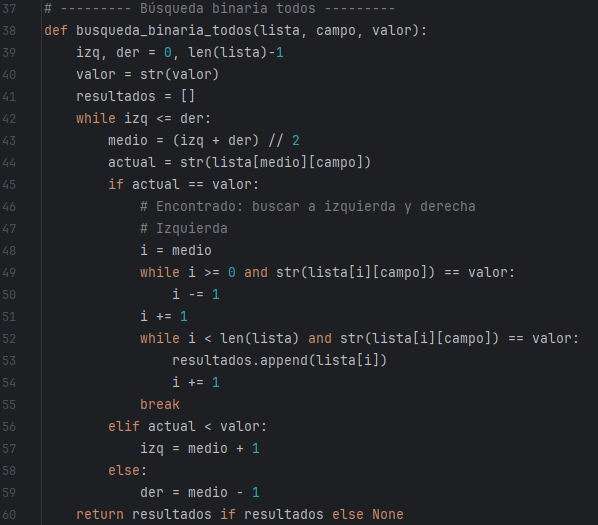 37 # --------- Búsqueda binaria todos ---------
38 def busqueda_binaria_todos(lista, campo, valor):
39     izq, der = 0, len(lista)-1
40     valor = str(valor)
41     resultados = []
42     while izq <= der:
43         medio = (izq + der) // 2
44         actual = str(lista[medio][campo])
45         if actual == valor:
46             # Encontrado: buscar a izquierda y derecha
47             # Izquierda
48             i = medio
49             while i >= 0 and str(lista[i][campo]) == valor:
50                 i -= 1
51             i += 1
52             while i < len(lista) and str(lista[i][campo]) == valor:
53                 resultados.append(lista[i])
54                 i += 1
55             break
56         elif actual < valor:
57             izq = medio + 1
58         else:
59             der = medio - 1
60     return resultados if resultados else None